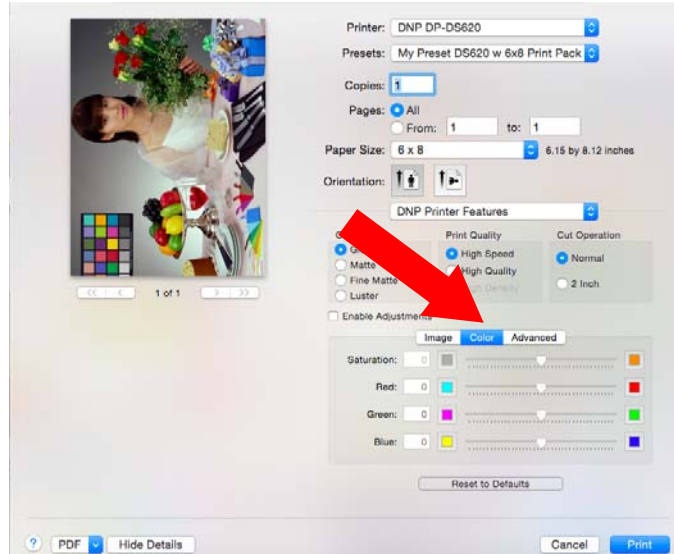 Printer: DNP DP-DS620
Presets: My Preset DS620 w 6x8 Print Pack
Copies: 1
Pages: All
From: 1 to: 1
Paper Size: 6 x 8 6.15 by 8.12 inches
Orientation:
DNP Printer Features
Print Quality Cut Operation
High Speed Normal
Matte High Quality
Fine Matte High Density 2 Inch
Luster
1 of 1
Enable Adjustments
Image Color Advanced
Saturation: 0
Red: 0
Green: 0
Blue: 0
Reset to Defaults
? PDF Hide Details Cancel Print